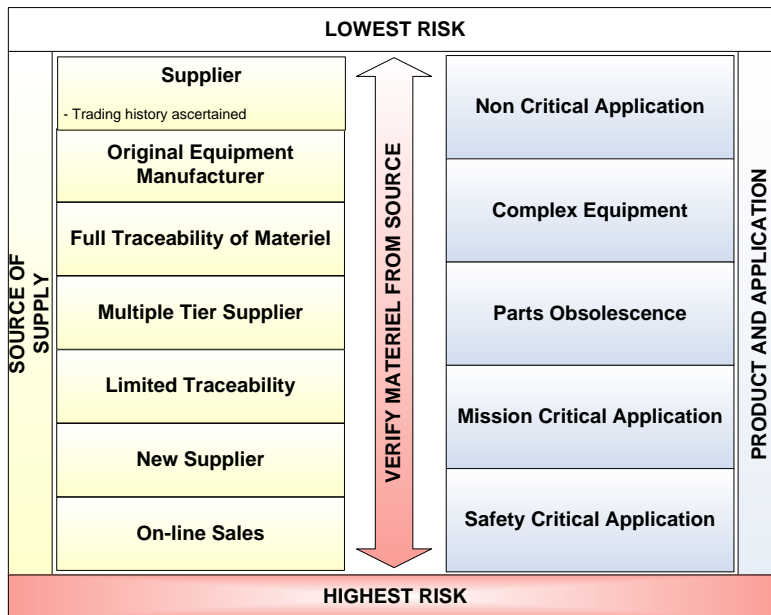 LOWEST RISK
SOURCE OF
SUPPLY
Supplier
- Trading history ascertained
Original Equipment
Manufacturer
Full Traceability of Materiel
Multiple Tier Supplier
Limited Traceability
New Supplier
On-line Sales
VERIFY MATERIEL FROM SOURCE
Non Critical Application
Complex Equipment
Parts Obsolescence
Mission Critical Application
Safety Critical Application
PRODUCT AND APPLICATION
HIGHEST RISK